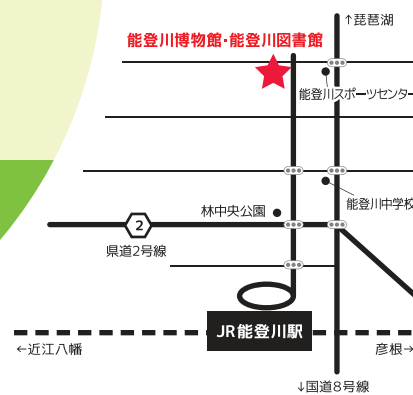 ↑琵琶湖
能登川博物館・能登川図書館
能登川スポーツセンター
能登川中学校
林中央公園
2
県道2号線
JR能登川駅
←近江八幡
彦根→
↓国道8号線